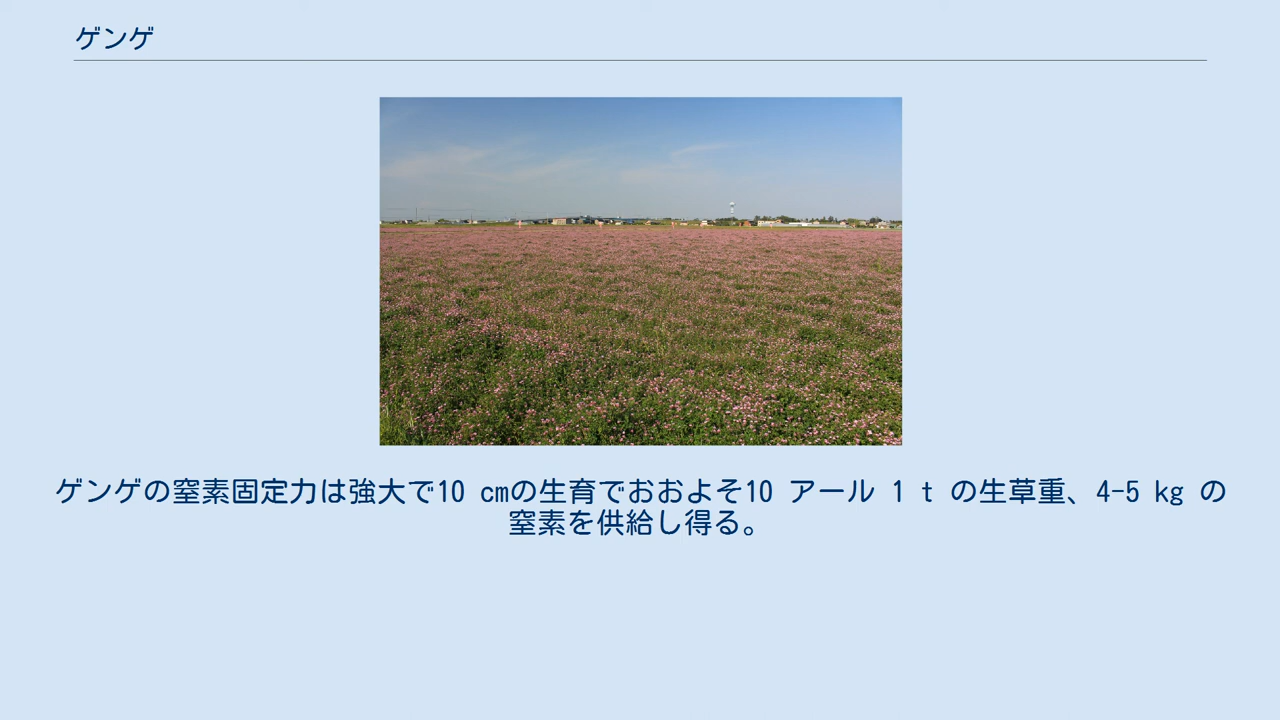 ゲンゲ
ゲンゲの窒素固定力は強大で10 cmの生育でおおよそ10 アール 1 t の生草重、4-5 kg の
窒素を供給し得る。